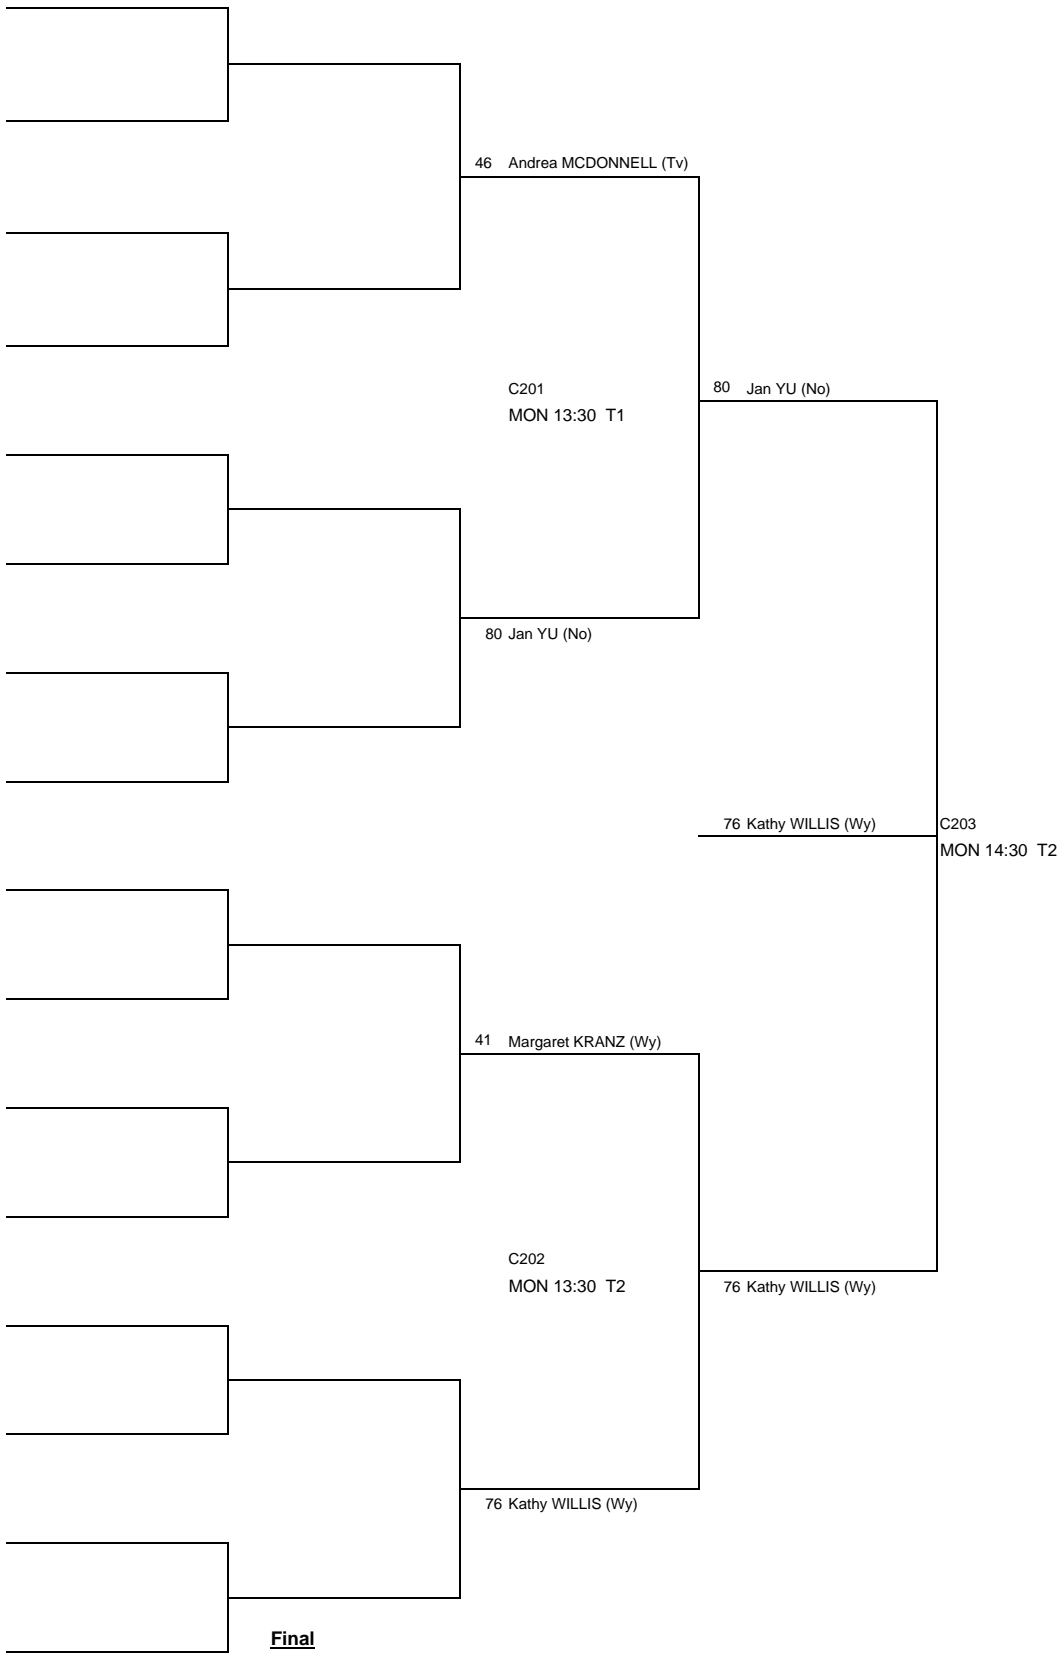 46 Andrea MCDONNELL (Tv)
C201
80 Jan YU (No)
MON 13:30 T1
80 Jan YU (No)
76 Kathy WILLIS (Wy)
C203
MON 14:30 T2
41 Margaret KRANZ (Wy)
C202
MON 13:30 T2
76 Kathy WILLIS (Wy)
76 Kathy WILLIS (Wy)
Final